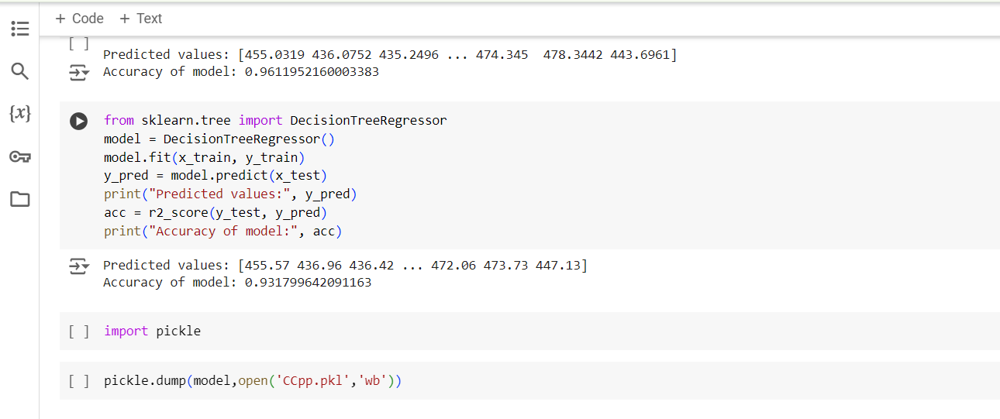 + Code + Text
[ ]
Predicted values: [455.0319 436.0752 435.2496 ... 474.345  478.3442 443.6961]
Accuracy of model: 0.9611952160003383
{x}
from sklearn.tree import DecisionTreeRegressor
model = DecisionTreeRegressor()
model.fit(x_train, y_train)
y_pred = model.predict(x_test)
print("Predicted values:", y_pred)
acc = r2_score(y_test, y_pred)
print("Accuracy of model:", acc)
Predicted values: [455.57 436.96 436.42 ... 472.06 473.73 447.13]
Accuracy of model: 0.931799642091163
[ ] import pickle
[ ] pickle.dump(model,open('CCpp.pkl','wb'))